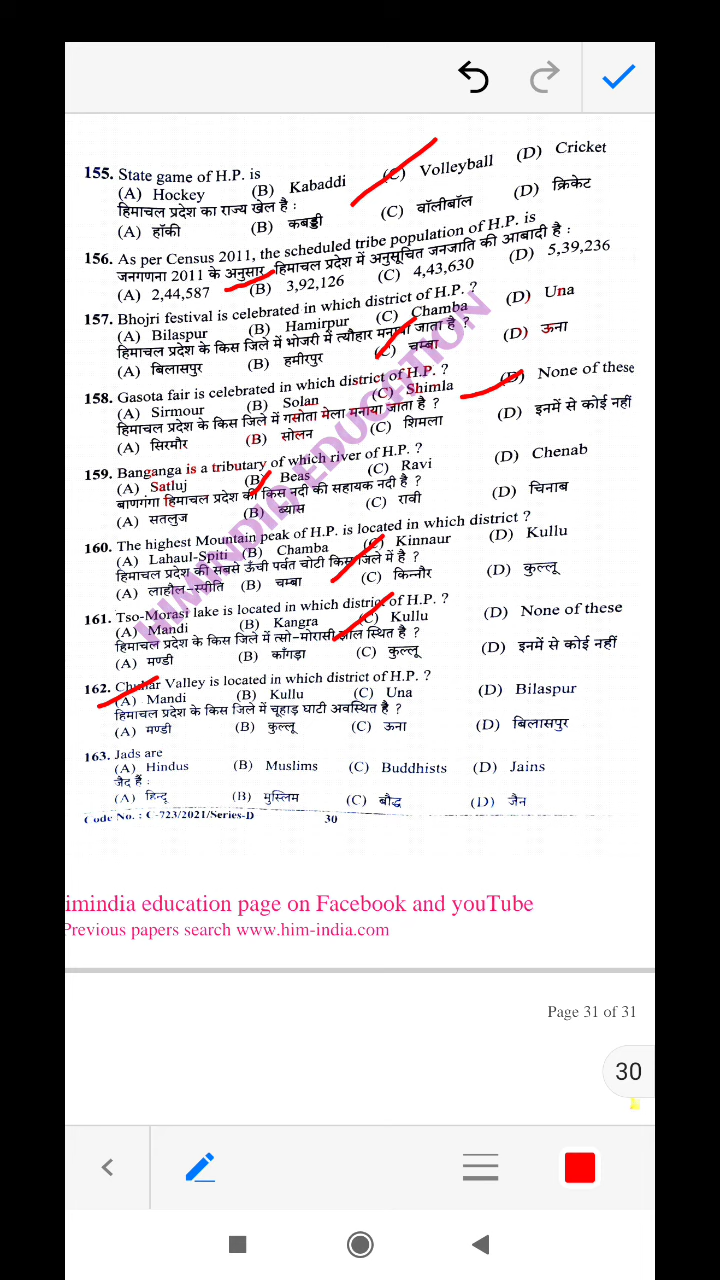 155. State game of H.P. is
(A) Hockey (B) Kabaddi (C) Volleyball (D) Cricket
हिमाचल प्रदेश का राज्य खेल है :
(A) हॉकी (B) कबड्डी (C) वॉलीबॉल (D) क्रिकेट
156. As per Census 2011, the scheduled tribe population of H.P. is
जनगणना 2011 के अनुसार हिमाचल प्रदेश में अनुसूचित जनजाति की आबादी है :
(A) 2,44,587 (B) 3,92,126 (C) 4,43,630 (D) 5,39,236
157. Bhojri festival is celebrated in which district of H.P. ?
(A) Bilaspur (B) Hamirpur (C) Chamba (D) Una
हिमाचल प्रदेश के किस जिले में भोजरी में त्यौहार मनाया जाता है ?
(A) बिलासपुर (B) हमीरपुर (C) चम्बा (D) ऊना
158. Gasota fair is celebrated in which district of H.P. ?
(A) Sirmour (B) Solan (C) Shimla (D) None of these
हिमाचल प्रदेश के किस जिले में गसोता मेला मनाया जाता है ?
(A) सिरमौर (B) सोलन (C) शिमला (D) इनमें से कोई नहीं
159. Banganga is a tributary of which river of H.P. ?
(A) Satluj (B) Beas (C) Ravi (D) Chenab
बाणगंगा हिमाचल प्रदेश की किस नदी की सहायक नदी है ?
(A) सतलुज (B) ब्यास (C) रावी (D) चिनाब
160. The highest Mountain peak of H.P. is located in which district ?
(A) Lahaul-Spiti (B) Chamba (C) Kinnaur (D) Kullu
हिमाचल प्रदेश की सबसे ऊँची पर्वत चोटी किस जिले में है ?
(A) लाहौल-स्पीति (B) चम्बा (C) किन्नौर (D) कुल्लू
161. Tso-Morasi lake is located in which district of H.P. ?
(A) Mandi (B) Kangra (C) Kullu (D) None of these
हिमाचल प्रदेश के किस जिले में त्सो-मोरासी झील स्थित है ?
(A) मण्डी (B) काँगड़ा (C) कुल्लू (D) इनमें से कोई नहीं
162. Chuhar Valley is located in which district of H.P. ?
(A) Mandi (B) Kullu (C) Una (D) Bilaspur
हिमाचल प्रदेश के किस जिले में चूहाड़ घाटी अवस्थित है ?
(A) मण्डी (B) कुल्लू (C) ऊना (D) बिलासपुर
163. Jads are
(A) Hindus (B) Muslims (C) Buddhists (D) Jains
जैद हैं :
(A) हिन्दू (B) मुस्लिम (C) बौद्ध (D) जैन
Code No. : C-723/2021/Series-D 30
HIMINDIA EDUCATION
imindia education page on Facebook and youTube
Previous papers search www.him-india.com
Page 31 of 31
30